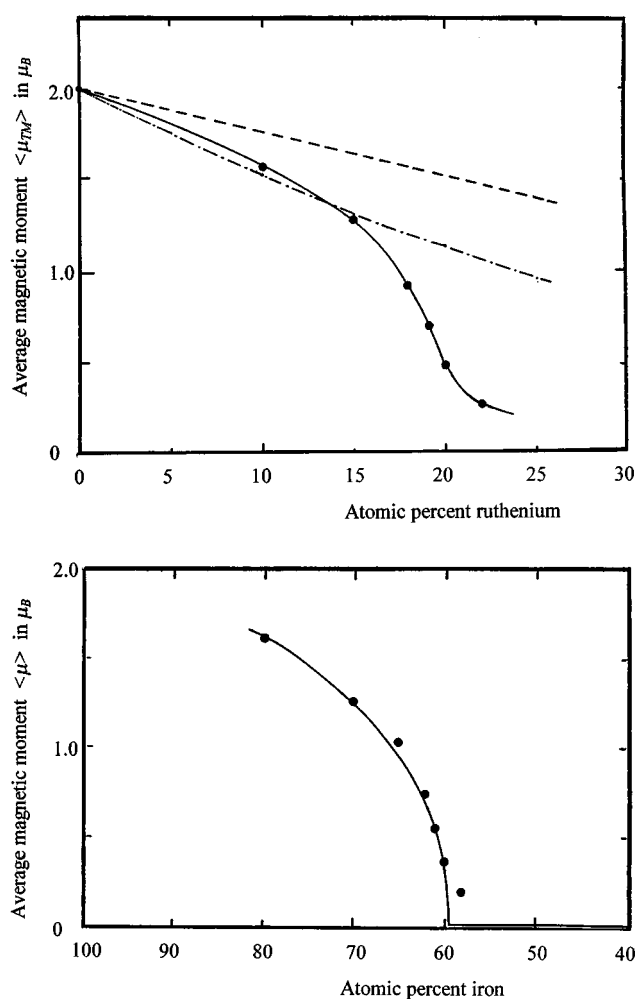 Average magnetic moment <μTM> in μB
2.0
1.0
0
0 5 10 15 20 25 30
Atomic percent ruthenium
Average magnetic moment <μ> in μB
2.0
1.0
0
100 90 80 70 60 50 40
Atomic percent iron